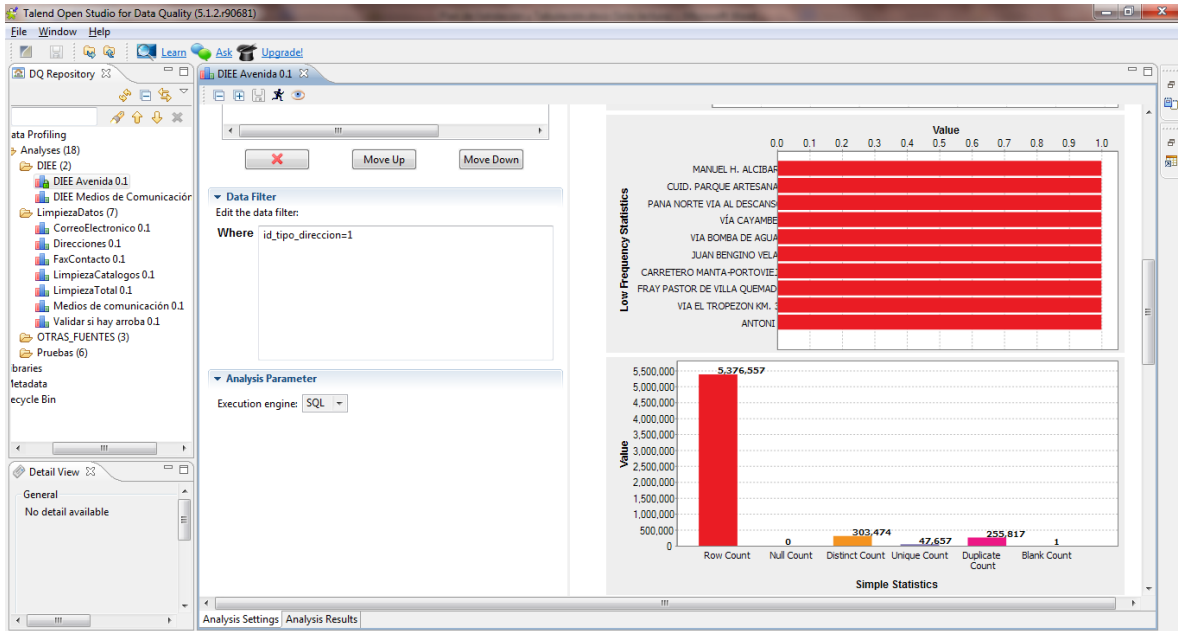 Talend Open Studio for Data Quality (5.1.2.r90681)
File Window Help
Learn Ask Upgrade!
DQ Repository
ata Profiling
Analyses (18)
DIEE (2)
DIEE Avenida 0.1
DIEE Medios de Comunicación
LimpiezaDatos (7)
CorreoElectronico 0.1
Direcciones 0.1
FaxContacto 0.1
LimpiezaCatalogos 0.1
LimpiezaTotal 0.1
Medios de comunicación 0.1
Validar si hay arroba 0.1
OTRAS_FUENTES (3)
Pruebas (6)
braries
letadata
ecycle Bin
Detail View
General
No detail available
DIEE Avenida 0.1
Move Up Move Down
Data Filter
Edit the data filter:
Where id_tipo_direccion=1
Analysis Parameter
Execution engine: SQL
Analysis Settings Analysis Results
Value
0.0 0.1 0.2 0.3 0.4 0.5 0.6 0.7 0.8 0.9 1.0
Low Frequency Statistics
MANUEL H. ALCIBAR
CUID. PARQUE ARTESANA
PANA NORTE VIA AL DESCANS
VÍA CAYAMBE
VIA BOMBA DE AGUA
JUAN BENGINO VELA
CARRETERO MANTA-PORTOVIEJ
FRAY PASTOR DE VILLA QUEMAD
VIA EL TROPEZON KM. 3
ANTONI
Value
5,500,000
5,000,000
4,500,000
4,000,000
3,500,000
3,000,000
2,500,000
2,000,000
1,500,000
1,000,000
500,000
0
5,376,557
0
303,474
47,657
255,817
1
Row Count Null Count Distinct Count Unique Count Duplicate Count Blank Count
Simple Statistics